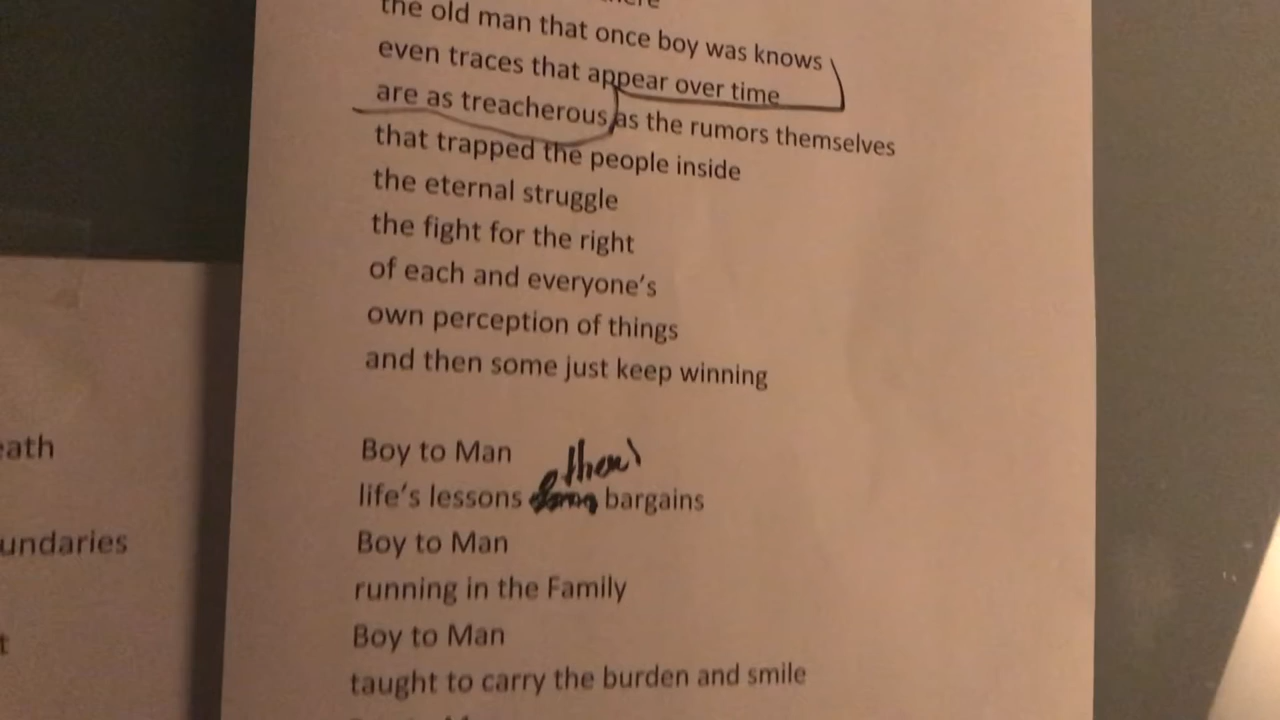 the old man that once boy was knows
even traces that appear over time
are as treacherous as the rumors themselves
that trapped the people inside
the eternal struggle
the fight for the right
of each and everyone's
own perception of things
and then some just keep winning
Boy to Man
life's lessons bargains
Boy to Man
running in the Family
Boy to Man
taught to carry the burden and smile
undaries